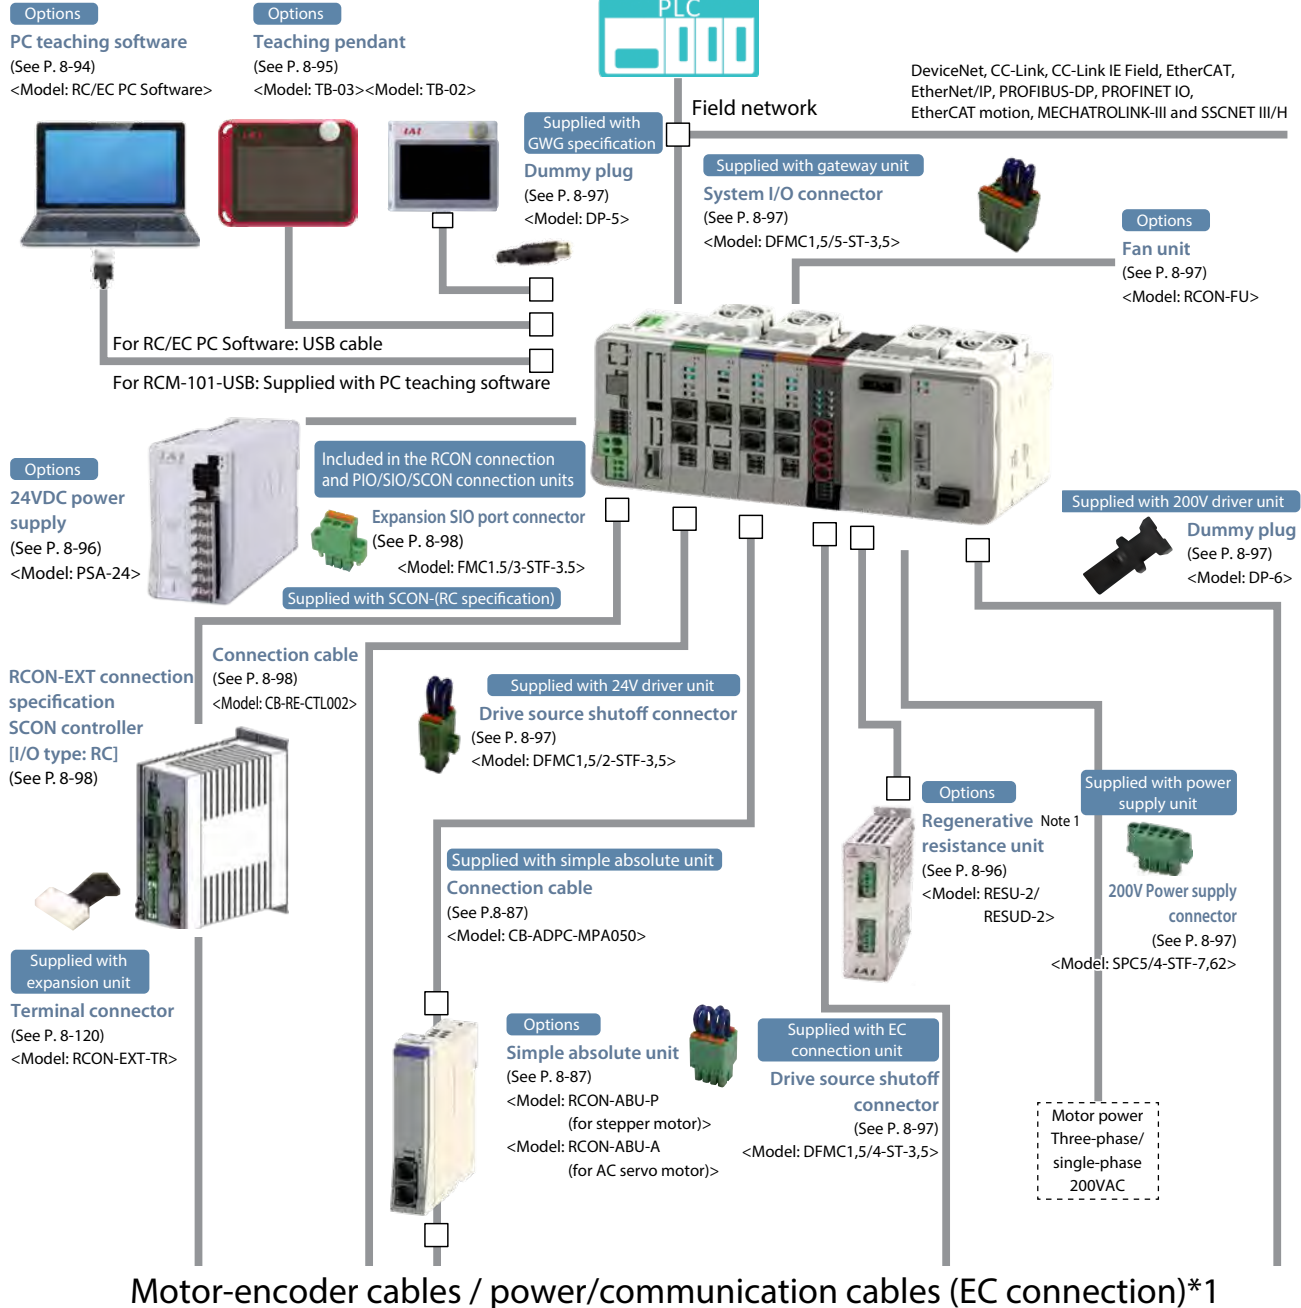 Options
PC teaching software
(See P. 8-94)
<Model: RC/EC PC Software>
Options
Teaching pendant
(See P. 8-95)
<Model: TB-03><Model: TB-02>
PLC
Field network
DeviceNet, CC-Link, CC-Link IE Field, EtherCAT,
EtherNet/IP, PROFIBUS-DP, PROFINET IO,
EtherCAT motion, MECHATROLINK-III and SSCNET III/H
Supplied with
GWG specification
Dummy plug
(See P. 8-97)
<Model: DP-5>
Supplied with gateway unit
System I/O connector
(See P. 8-97)
<Model: DFMC1,5/5-ST-3,5>
Options
Fan unit
(See P. 8-97)
<Model: RCON-FU>
IAI
For RC/EC PC Software: USB cable
For RCM-101-USB: Supplied with PC teaching software
Options
24VDC power
supply
(See P. 8-96)
<Model: PSA-24>
IAI
Included in the RCON connection
and PIO/SIO/SCON connection units
Expansion SIO port connector
(See P. 8-98)
<Model: FMC1.5/3-STF-3.5>
Supplied with SCON-(RC specification)
Supplied with 200V driver unit
Dummy plug
(See P. 8-97)
<Model: DP-6>
RCON-EXT connection
specification
SCON controller
[I/O type: RC]
(See P. 8-98)
Connection cable
(See P. 8-98)
<Model: CB-RE-CTL002>
Supplied with 24V driver unit
Drive source shutoff connector
(See P. 8-97)
<Model: DFMC1,5/2-STF-3,5>
Supplied with simple absolute unit
Connection cable
(See P.8-87)
<Model: CB-ADPC-MPA050>
Options
Regenerative Note 1
resistance unit
(See P. 8-96)
<Model: RESU-2/
RESUD-2>
IAI
Supplied with power
supply unit
200V Power supply
connector
(See P. 8-97)
<Model: SPC5/4-STF-7,62>
Supplied with
expansion unit
Terminal connector
(See P. 8-120)
<Model: RCON-EXT-TR>
Options
Simple absolute unit
(See P. 8-87)
<Model: RCON-ABU-P
(for stepper motor)>
<Model: RCON-ABU-A
(for AC servo motor)>
Supplied with EC
connection unit
Drive source shutoff
connector
(See P. 8-97)
<Model: DFMC1,5/4-ST-3,5>
Motor power
Three-phase/
single-phase
200VAC
Motor-encoder cables / power/communication cables (EC connection)*1